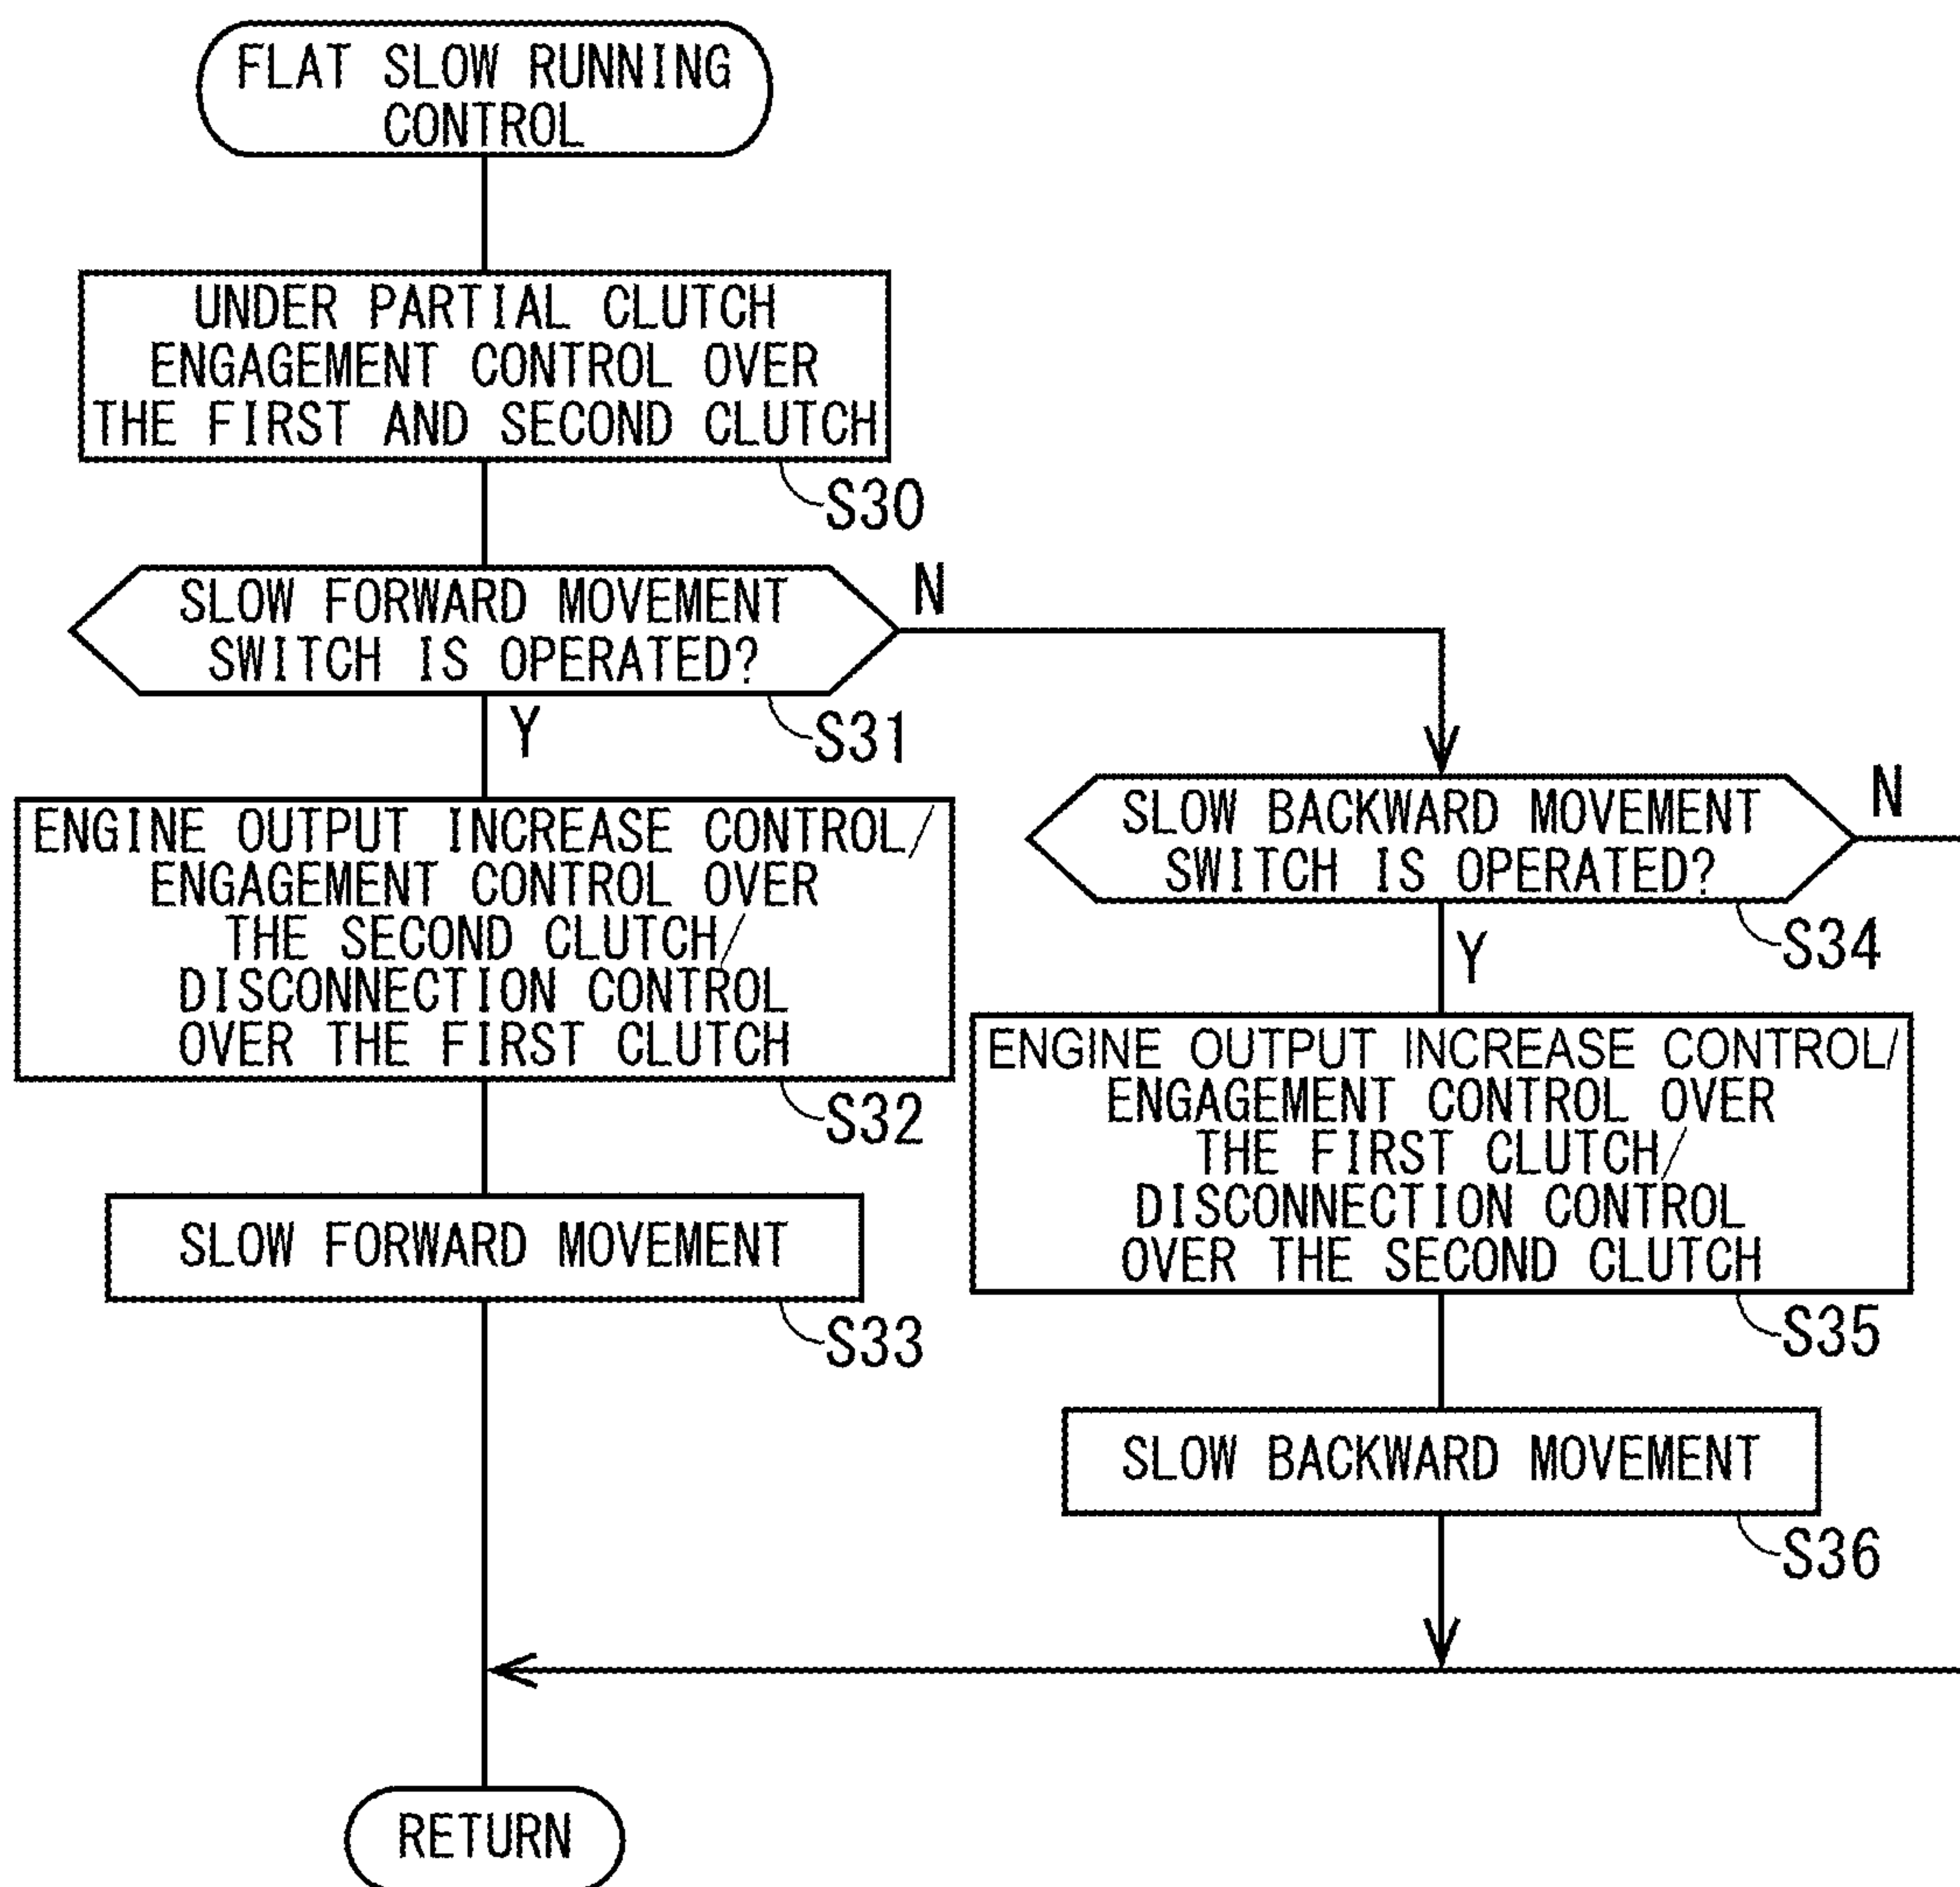 FLAT SLOW RUNNING
CONTROL
UNDER PARTIAL CLUTCH
ENGAGEMENT CONTROL OVER
THE FIRST AND SECOND CLUTCH
S30
SLOW FORWARD MOVEMENT
SWITCH IS OPERATED?
N
S31
Y
ENGINE OUTPUT INCREASE CONTROL/
ENGAGEMENT CONTROL OVER
THE SECOND CLUTCH/
DISCONNECTION CONTROL
OVER THE FIRST CLUTCH
S32
SLOW FORWARD MOVEMENT
S33
SLOW BACKWARD MOVEMENT
SWITCH IS OPERATED?
N
S34
Y
ENGINE OUTPUT INCREASE CONTROL/
ENGAGEMENT CONTROL OVER
THE FIRST CLUTCH/
DISCONNECTION CONTROL
OVER THE SECOND CLUTCH
S35
SLOW BACKWARD MOVEMENT
S36
RETURN